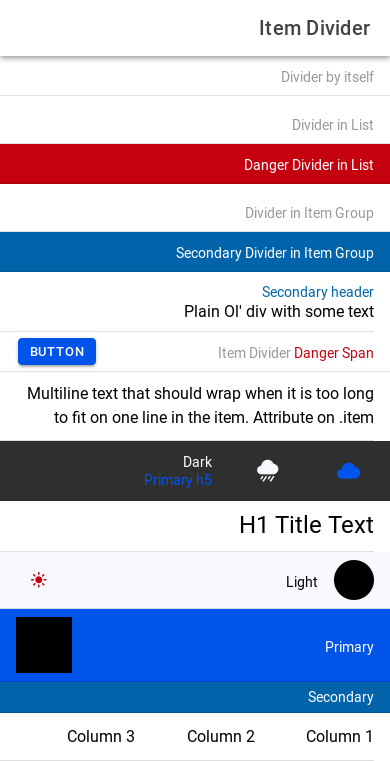 Item Divider
Divider by itself
Divider in List
Danger Divider in List
Divider in Item Group
Secondary Divider in Item Group
Secondary header
Plain Ol' div with some text
Item Divider Danger Span
BUTTON
Multiline text that should wrap when it is too long
to fit on one line in the item. Attribute on .item
Dark
Primary h5
H1 Title Text
Light
Primary
Secondary
Column 1 Column 2 Column 3